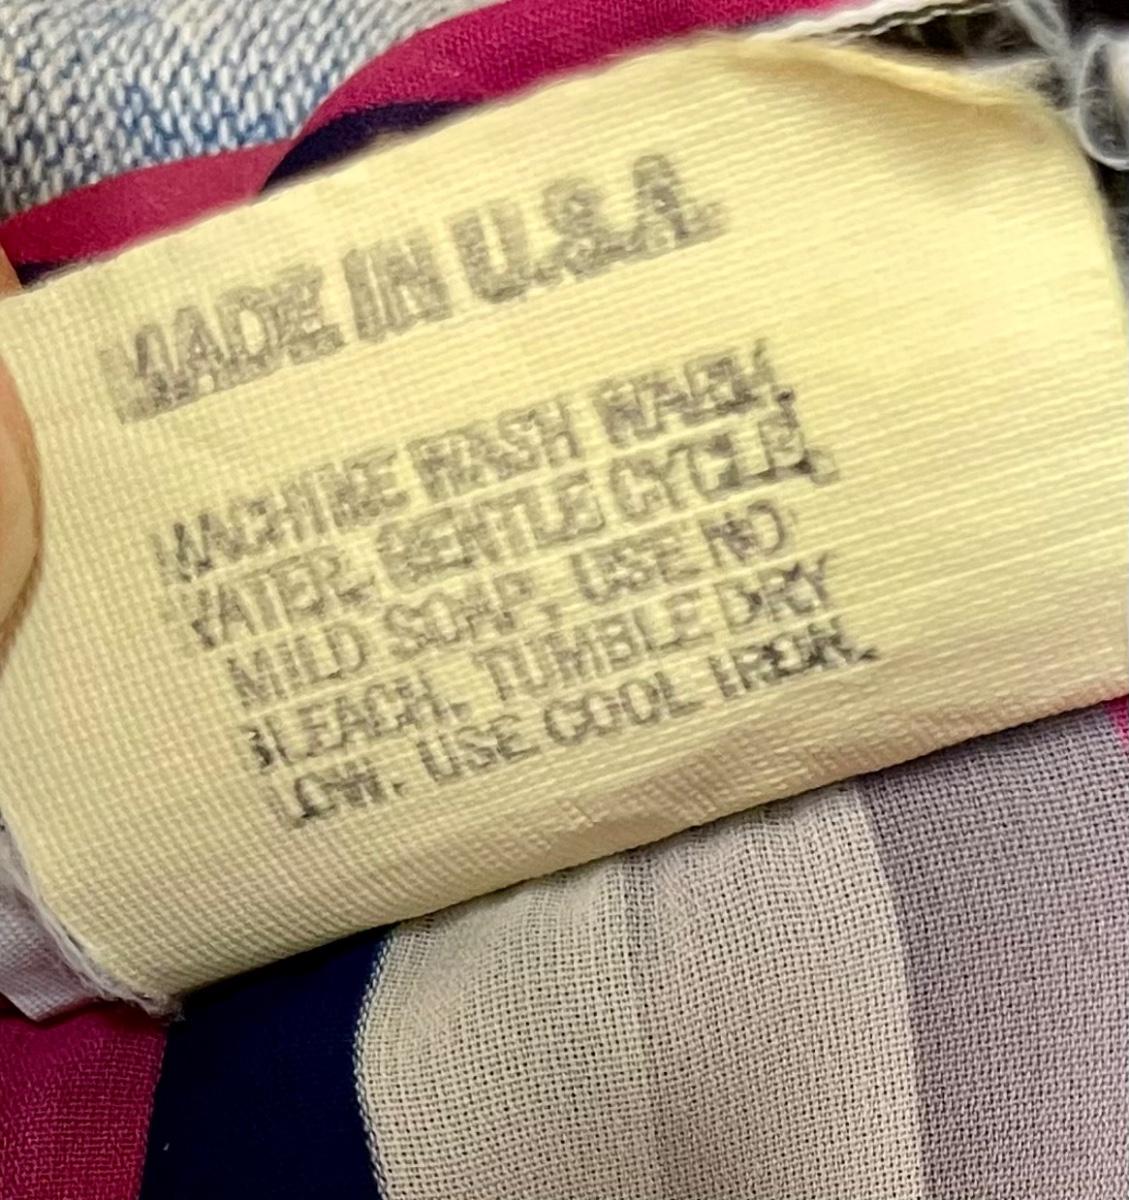 MADE IN U.S.A.
MACHINE WASH WARM,
WATER. GENTLE CYCLE,
MILD SOAP, USE NO
BLEACH. TUMBLE DRY
LOW. USE COOL IRON.